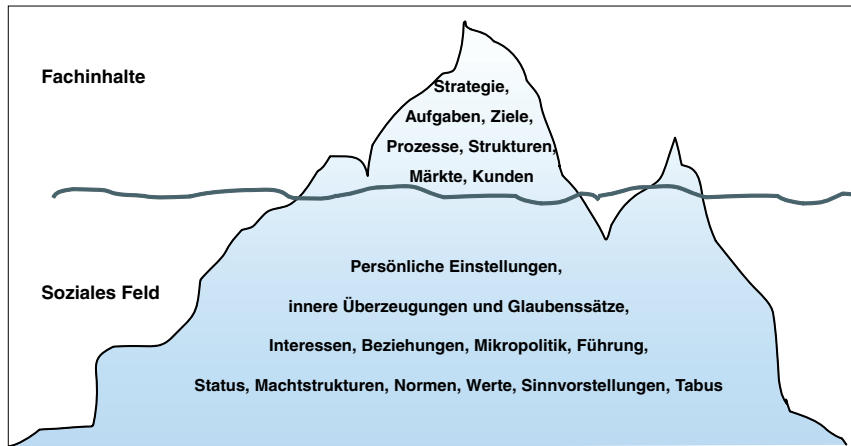 Fachinhalte
Strategie,
Aufgaben, Ziele,
Prozesse, Strukturen,
Märkte, Kunden
Soziales Feld
Persönliche Einstellungen,
innere Überzeugungen und Glaubenssätze,
Interessen, Beziehungen, Mikropolitik, Führung,
Status, Machtstrukturen, Normen, Werte, Sinnvorstellungen, Tabus